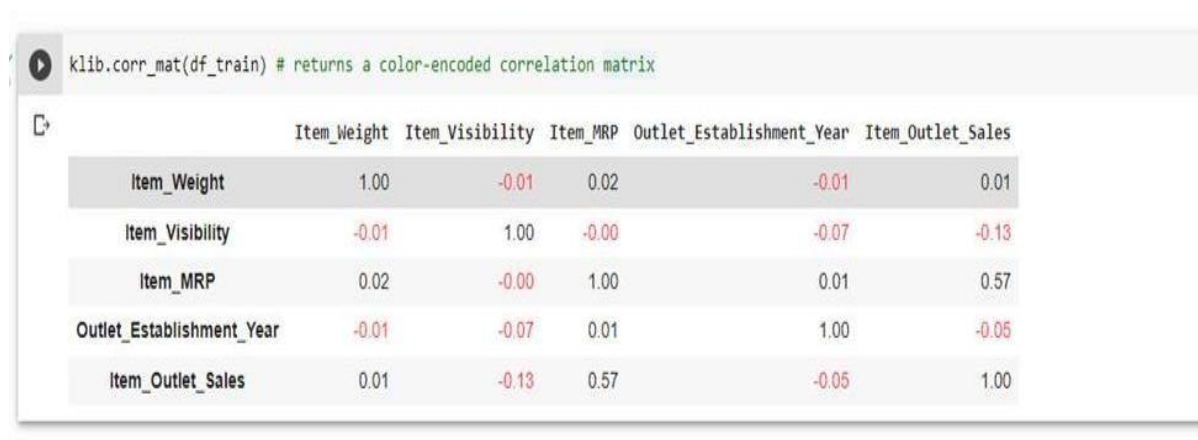 klib.corr_mat(df_train) # returns a color-encoded correlation matrix
Item_Weight Item_Visibility Item_MRP Outlet_Establishment_Year Item_Outlet_Sales
Item_Weight 1.00 -0.01 0.02 -0.01 0.01
Item_Visibility -0.01 1.00 -0.00 -0.07 -0.13
Item_MRP 0.02 -0.00 1.00 0.01 0.57
Outlet_Establishment_Year -0.01 -0.07 0.01 1.00 -0.05
Item_Outlet_Sales 0.01 -0.13 0.57 -0.05 1.00